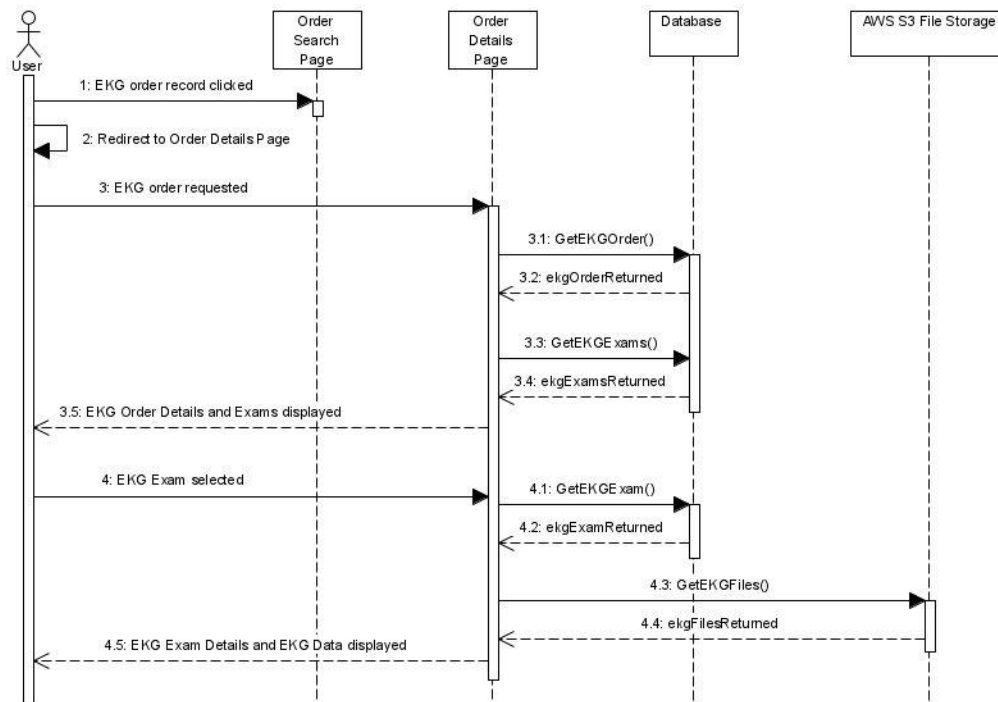 User
Order
Search
Page
Order
Details
Page
Database
AWS S3 File Storage
1: EKG order record clicked
2: Redirect to Order Details Page
3: EKG order requested
3.1: GetEKGOrder()
3.2: ekgOrderReturned
3.3: GetEKGExams()
3.4: ekgExamsReturned
3.5: EKG Order Details and Exams displayed
4: EKG Exam selected
4.1: GetEKGExam()
4.2: ekgExamReturned
4.3: GetEKGFiles()
4.4: ekgFilesReturned
4.5: EKG Exam Details and EKG Data displayed